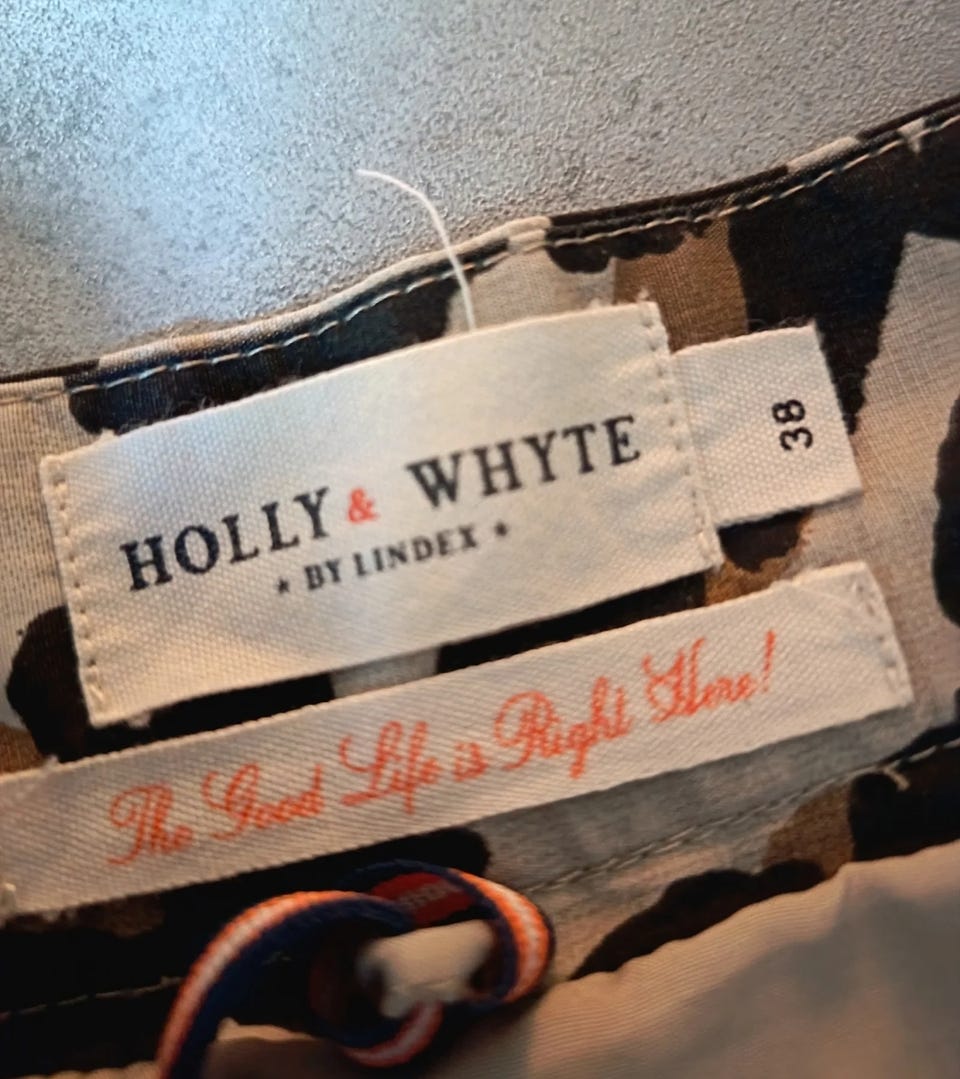 HOLLY & WHYTE
★ BY LINDEX ★
38
The Good Life is Right Here!